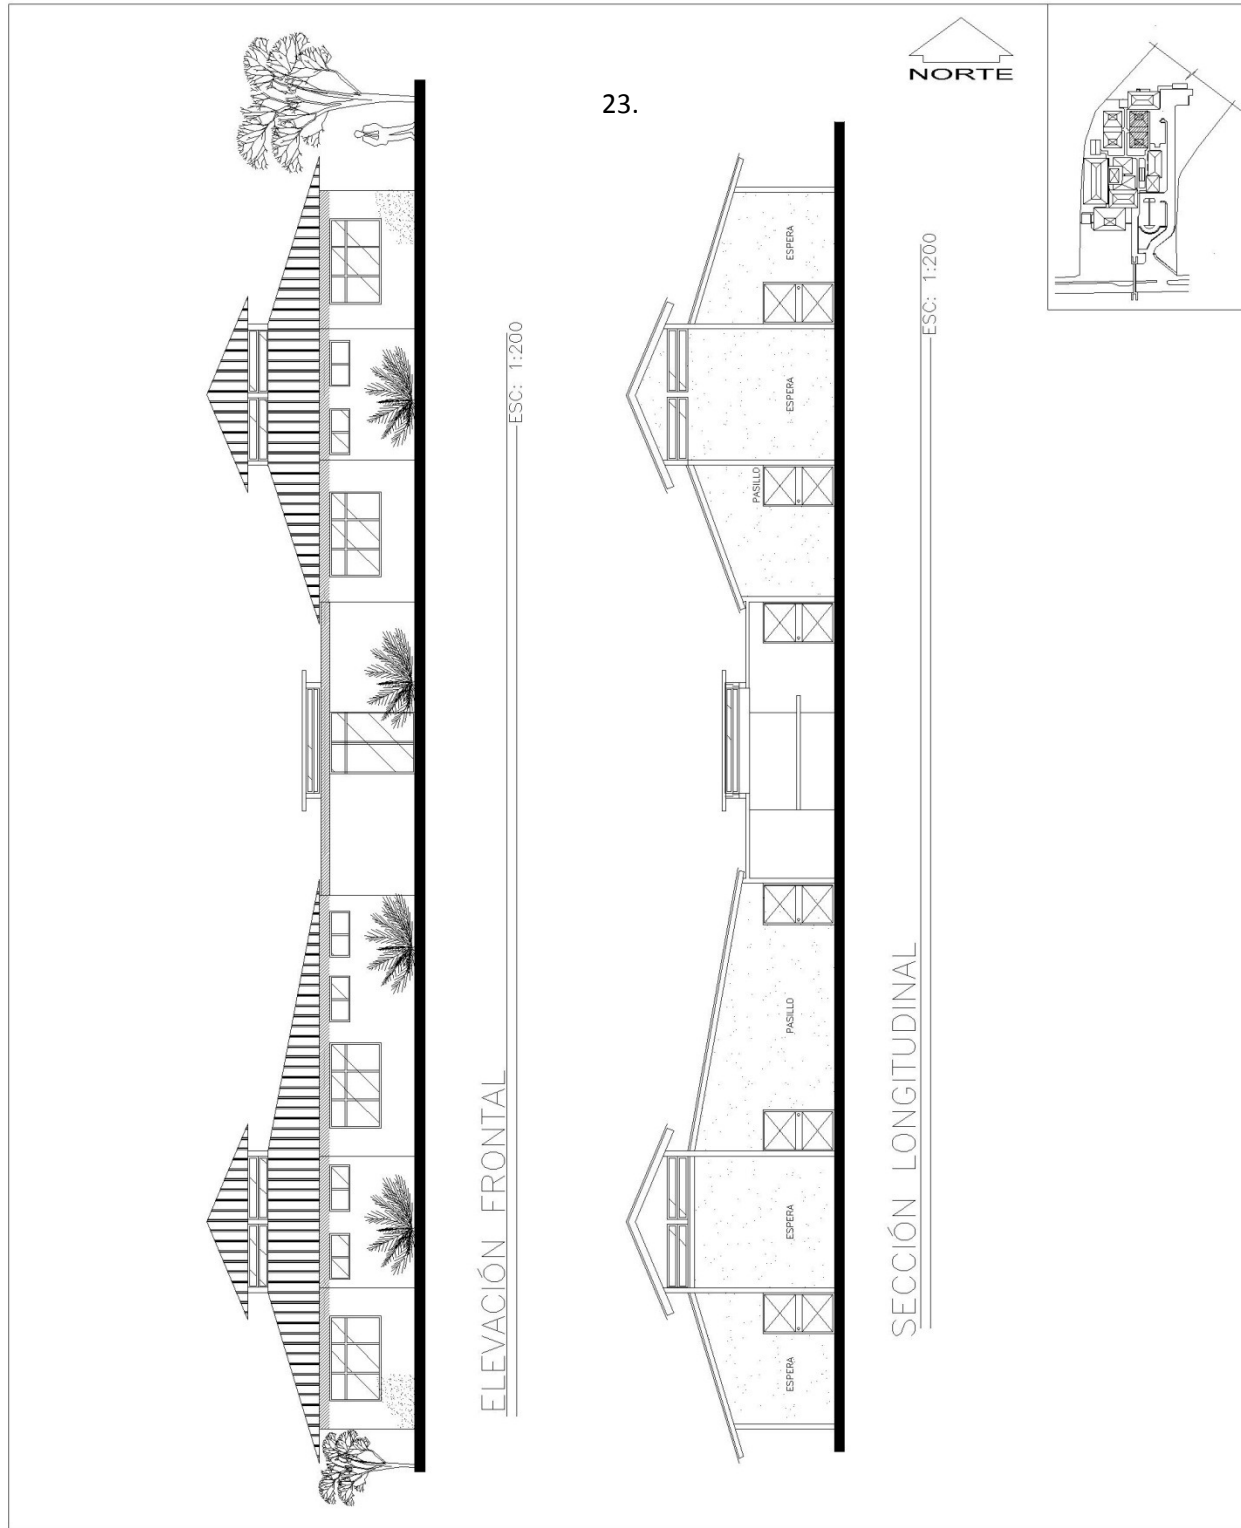 23.
NORTE
ELEVACIÓN FRONTAL
ESC: 1:200
ESPERA
ESPERA
PASILLO
PASILLO
ESPERA
ESPERA
SECCIÓN LONGITUDINAL
ESC: 1:200